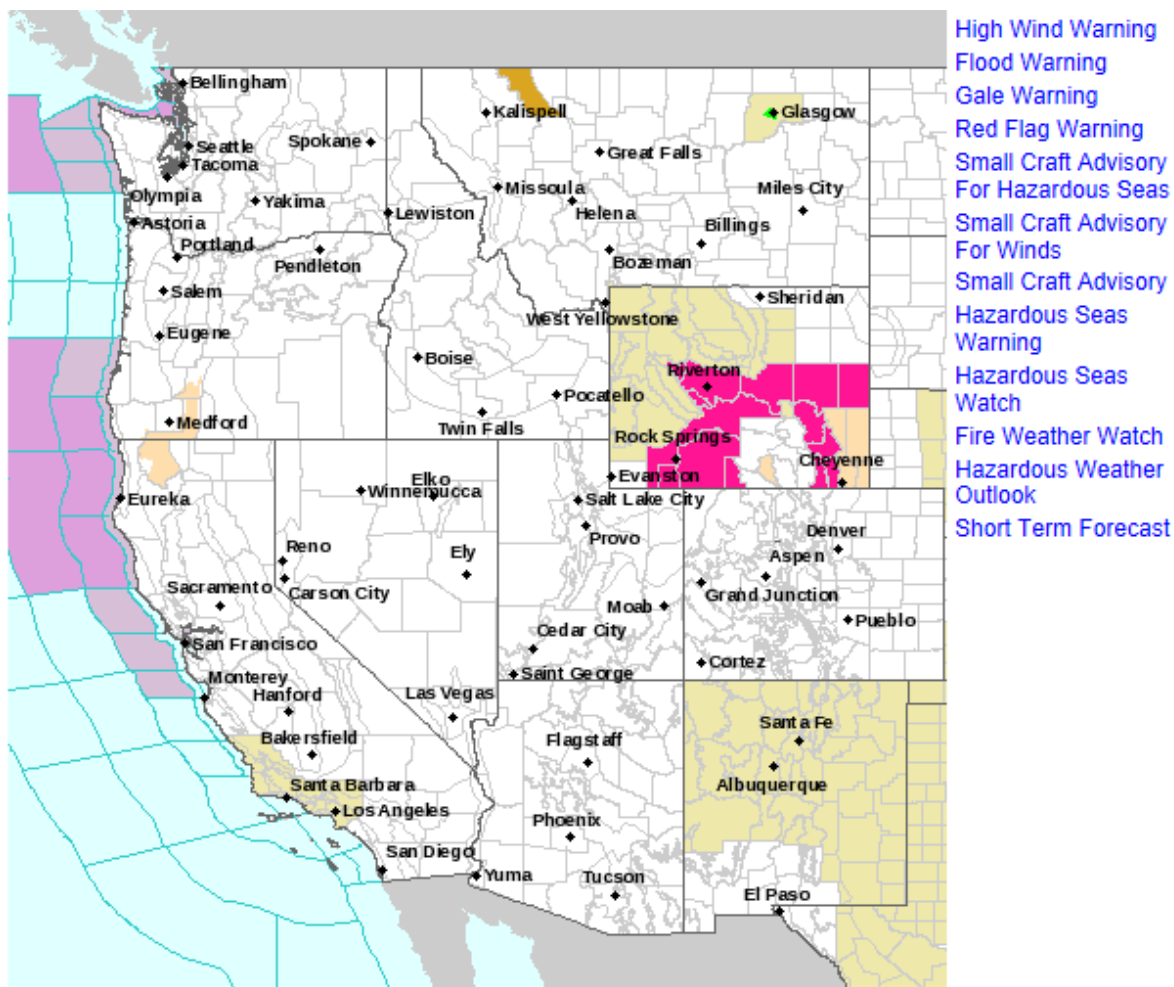 High Wind Warning
Flood Warning
Gale Warning
Red Flag Warning
Small Craft Advisory
For Hazardous Seas
Small Craft Advisory
For Winds
Small Craft Advisory
Hazardous Seas
Warning
Hazardous Seas
Watch
Fire Weather Watch
Hazardous Weather
Outlook
Short Term Forecast
Bellingham
Kalispell
Glasgow
Seattle
Spokane
Tacoma
Great Falls
Olympia
Yakima
Lewiston
Missoula
Helena
Miles City
Astoria
Portland
Pendleton
Billings
Bozeman
Salem
West Yellowstone
Sheridan
Eugene
Boise
Riverton
Pocatello
Medford
Twin Falls
Rock Springs
Cheyenne
Evanston
Eureka
Elko
Winnemucca
Salt Lake City
Provo
Denver
Reno
Ely
Aspen
Carson City
Grand Junction
Sacramento
Moab
Pueblo
San Francisco
Cedar City
Cortez
Saint George
Monterey
Hanford
Las Vegas
Bakersfield
Flagstaff
Santa Fe
Albuquerque
Santa Barbara
Los Angeles
Phoenix
San Diego
Yuma
Tucson
El Paso